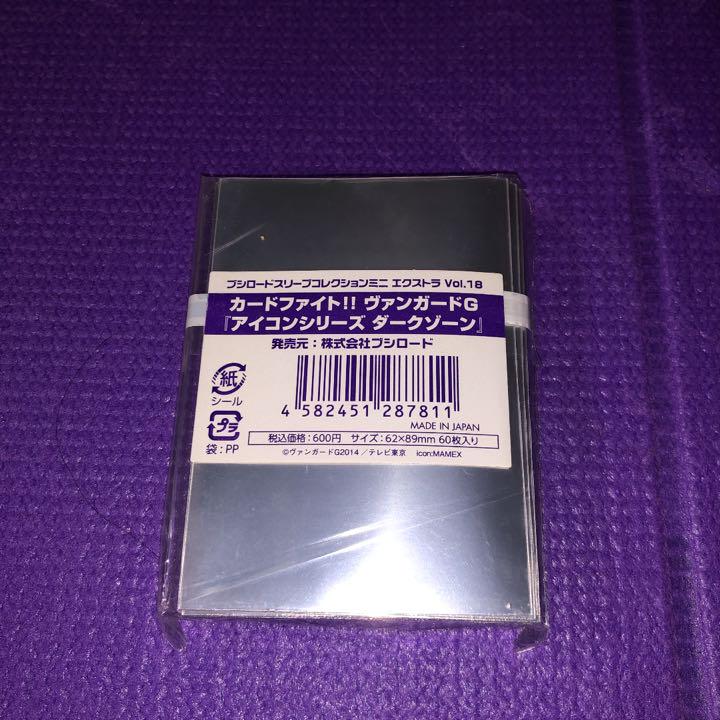 ブシロードスリーブコレクションミニ エクストラ Vol.18
カードファイト!! ヴァンガードG
『アイコンシリーズ ダークゾーン』
発売元：株式会社ブシロード
紙
シール
プラ
袋：PP
4 582451 287811
MADE IN JAPAN
税込価格：600円 サイズ：62×89mm 60枚入り
©ヴァンガードG2014／テレビ東京 icon:MAMEX